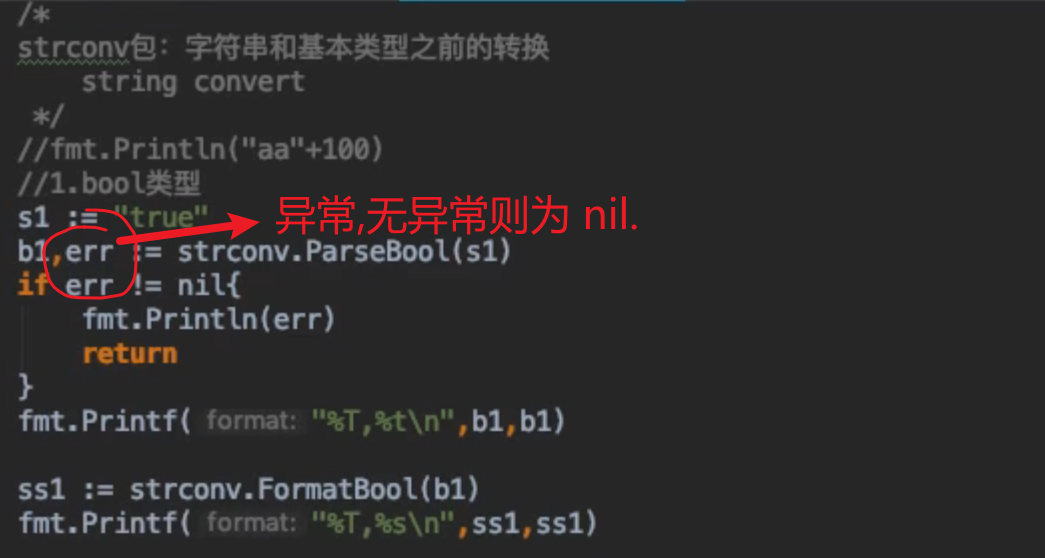 /*
strconv包：字符串和基本类型之前的转换
    string convert
 */
//fmt.Println("aa"+100)
//1.bool类型
s1 := "true"
异常,无异常则为 nil.
b1,err := strconv.ParseBool(s1)
if err != nil{
    fmt.Println(err)
    return
}
fmt.Printf( format: "%T,%t\n",b1,b1)
ss1 := strconv.FormatBool(b1)
fmt.Printf( format: "%T,%s\n",ss1,ss1)